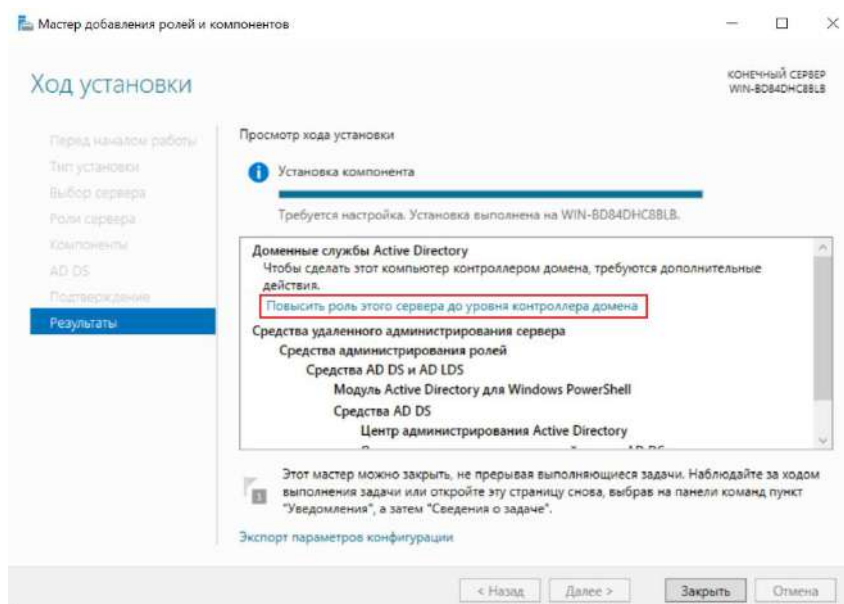 Мастер добавления ролей и компонентов
Ход установки
КОНЕЧНЫЙ СЕРВЕР
WIN-BD84DHC8BLB
Перед началом работы
Тип установки
Выбор сервера
Роли сервера
Компоненты
AD DS
Подтверждение
Результаты
Просмотр хода установки
Установка компонента
Требуется настройка. Установка выполнена на WIN-BD84DHC8BLB.
Доменные службы Active Directory
Чтобы сделать этот компьютер контроллером домена, требуются дополнительные
действия.
Повысить роль этого сервера до уровня контроллера домена
Средства удаленного администрирования сервера
Средства администрирования ролей
Средства AD DS и AD LDS
Модуль Active Directory для Windows PowerShell
Средства AD DS
Центр администрирования Active Directory
Этот мастер можно закрыть, не прерывая выполняющиеся задачи. Наблюдайте за ходом
выполнения задачи или откройте эту страницу снова, выбрав на панели команд пункт
"Уведомления", а затем "Сведения о задаче".
Экспорт параметров конфигурации
< Назад
Далее >
Закрыть
Отмена